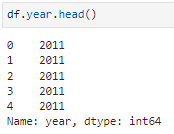 df.year.head()
0    2011
1    2011
2    2011
3    2011
4    2011
Name: year, dtype: int64